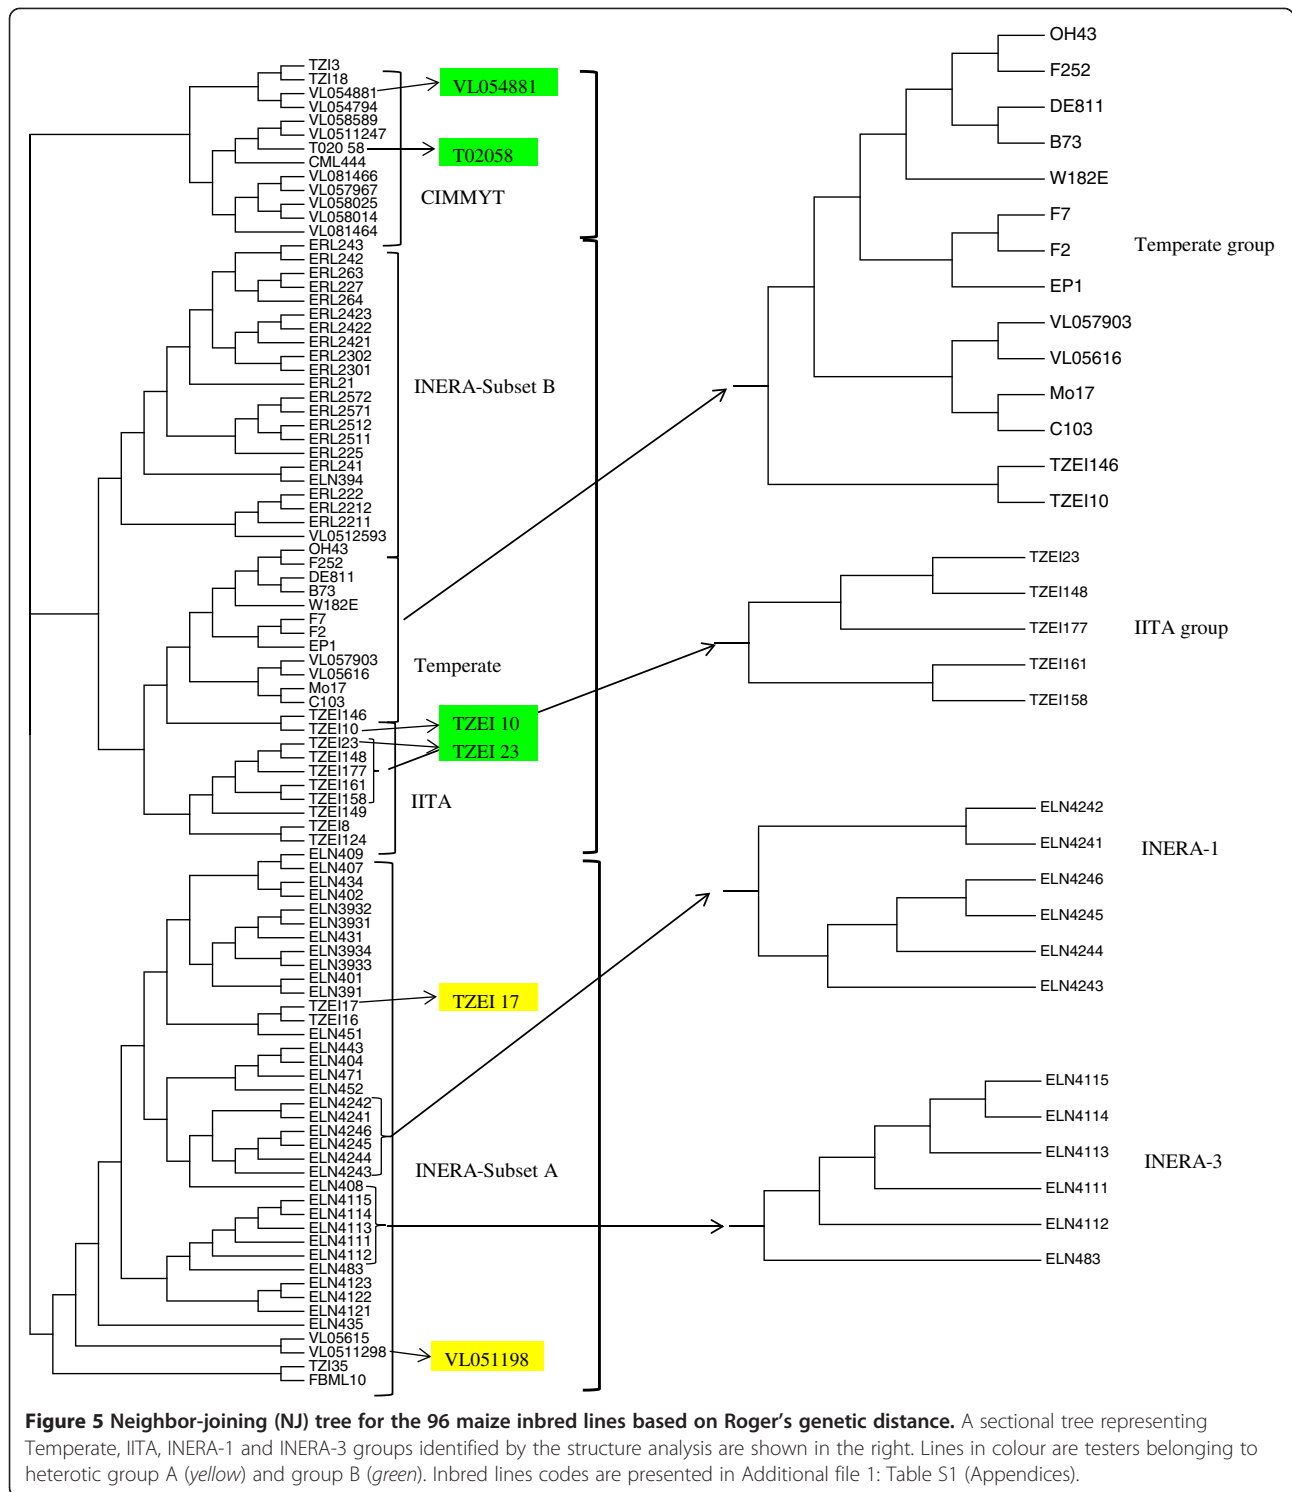 TZI3
TZI18
VL054881
VL054794
VL058589
VL0511247
T020 58
CML444
VL081466
VL057967
VL058025
VL058014
VL081464
ERL243
ERL242
ERL263
ERL227
ERL264
ERL2423
ERL2422
ERL2421
ERL2302
ERL2301
ERL21
ERL2572
ERL2571
ERL2512
ERL2511
ERL225
ERL241
ELN394
ERL222
ERL2212
ERL2211
VL0512593
OH43
F252
DE811
B73
W182E
F7
F2
EP1
VL057903
VL05616
Mo17
C103
TZEI146
TZEI10
TZEI23
TZEI148
TZEI177
TZEI161
TZEI158
TZEI149
TZEI8
TZEI124
ELN409
ELN407
ELN434
ELN402
ELN3932
ELN3931
ELN431
ELN3934
ELN3933
ELN401
ELN391
TZEI17
TZEI16
ELN451
ELN443
ELN404
ELN471
ELN452
ELN4242
ELN4241
ELN4246
ELN4245
ELN4244
ELN4243
ELN408
ELN4115
ELN4114
ELN4113
ELN4111
ELN4112
ELN483
ELN4123
ELN4122
ELN4121
ELN435
VL05615
VL0511298
TZI35
FBML10
VL054881
T02058
CIMMYT
INERA-Subset B
Temperate
TZEI 10
TZEI 23
IITA
TZEI 17
INERA-Subset A
VL051198
OH43
F252
DE811
B73
W182E
F7
F2
EP1
VL057903
VL05616
Mo17
C103
TZEI146
TZEI10
Temperate group
TZEI23
TZEI148
TZEI177
TZEI161
TZEI158
IITA group
ELN4242
ELN4241
ELN4246
ELN4245
ELN4244
ELN4243
INERA-1
ELN4115
ELN4114
ELN4113
ELN4111
ELN4112
ELN483
INERA-3
Figure 5 Neighbor-joining (NJ) tree for the 96 maize inbred lines based on Roger's genetic distance. A sectional tree representing
Temperate, IITA, INERA-1 and INERA-3 groups identified by the structure analysis are shown in the right. Lines in colour are testers belonging to
heterotic group A (yellow) and group B (green). Inbred lines codes are presented in Additional file 1: Table S1 (Appendices).